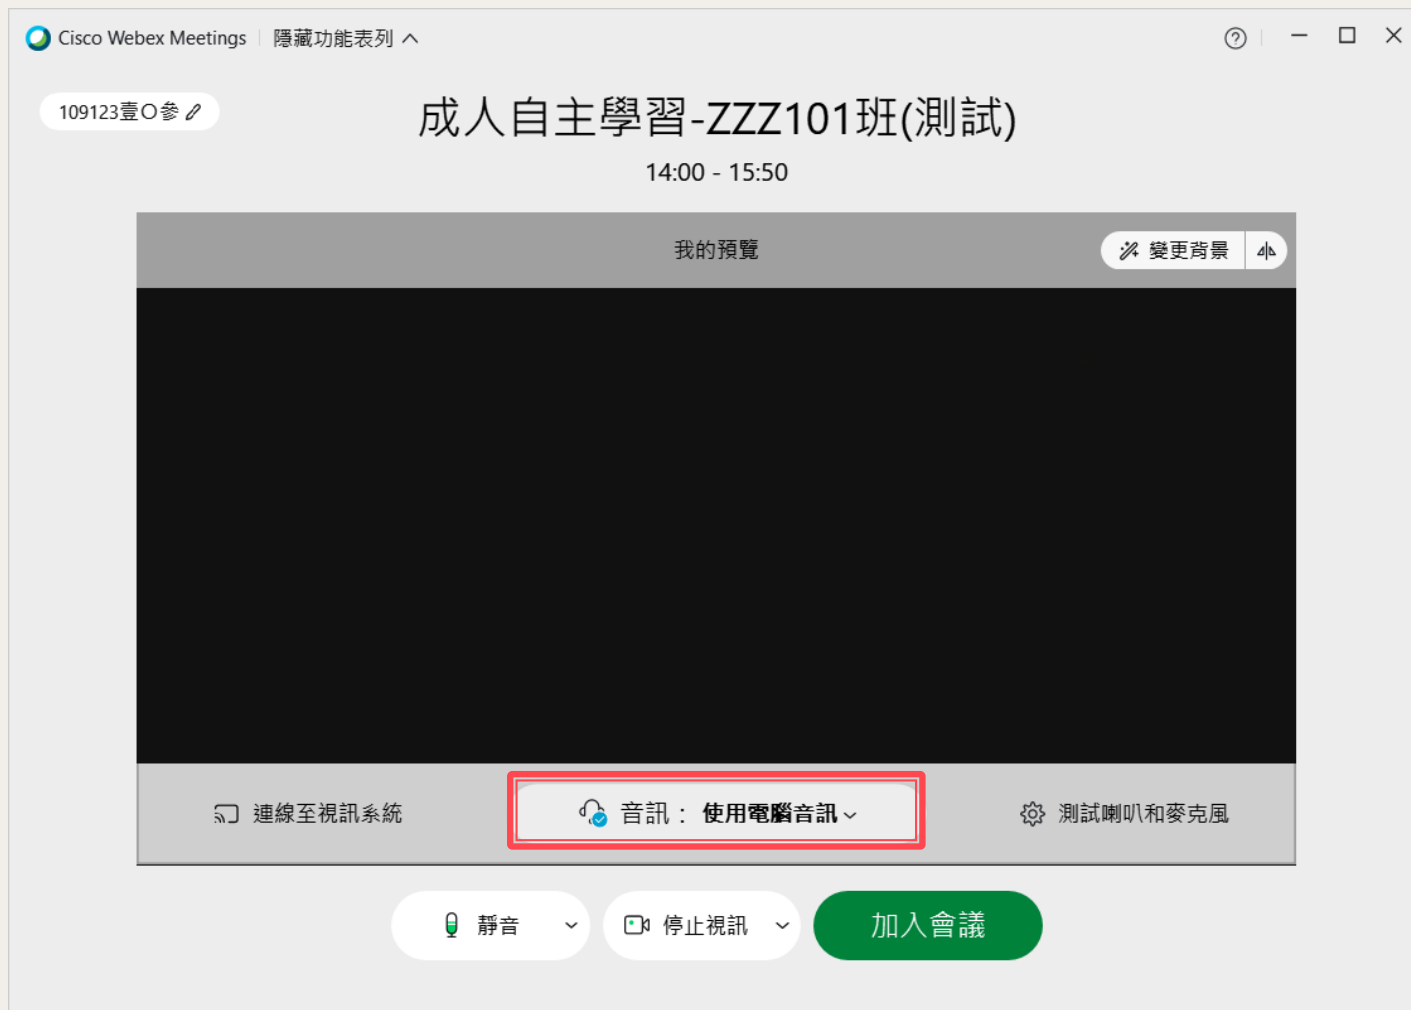 Cisco Webex Meetings 隱藏功能表列
109123壹O參
成人自主學習-ZZZ101班(測試)
14:00 - 15:50
我的預覽
變更背景
連線至視訊系統
音訊： 使用電腦音訊
測試喇叭和麥克風
靜音
停止視訊
加入會議